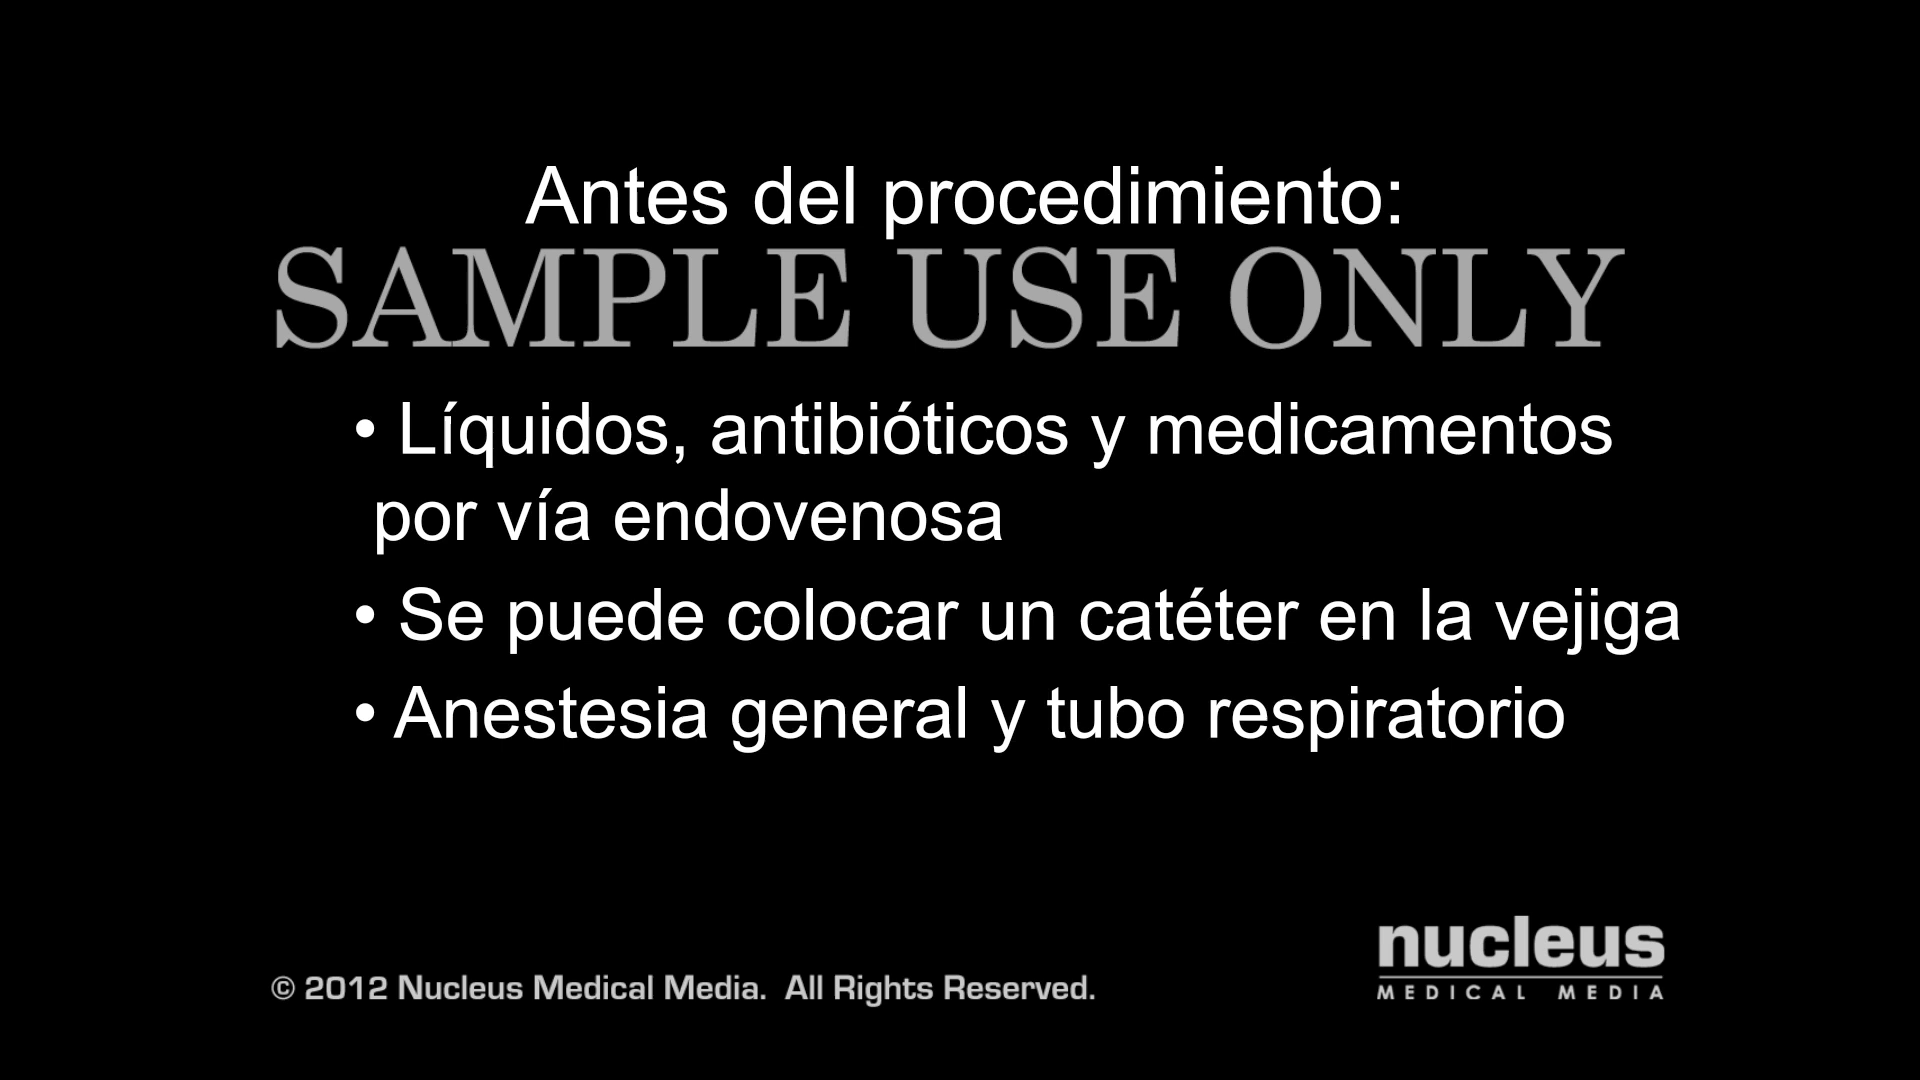 Antes del procedimiento:
SAMPLE USE ONLY
• Líquidos, antibióticos y medicamentos
por vía endovenosa
• Se puede colocar un catéter en la vejiga
• Anestesia general y tubo respiratorio
nucleus
MEDICAL MEDIA
© 2012 Nucleus Medical Media. All Rights Reserved.